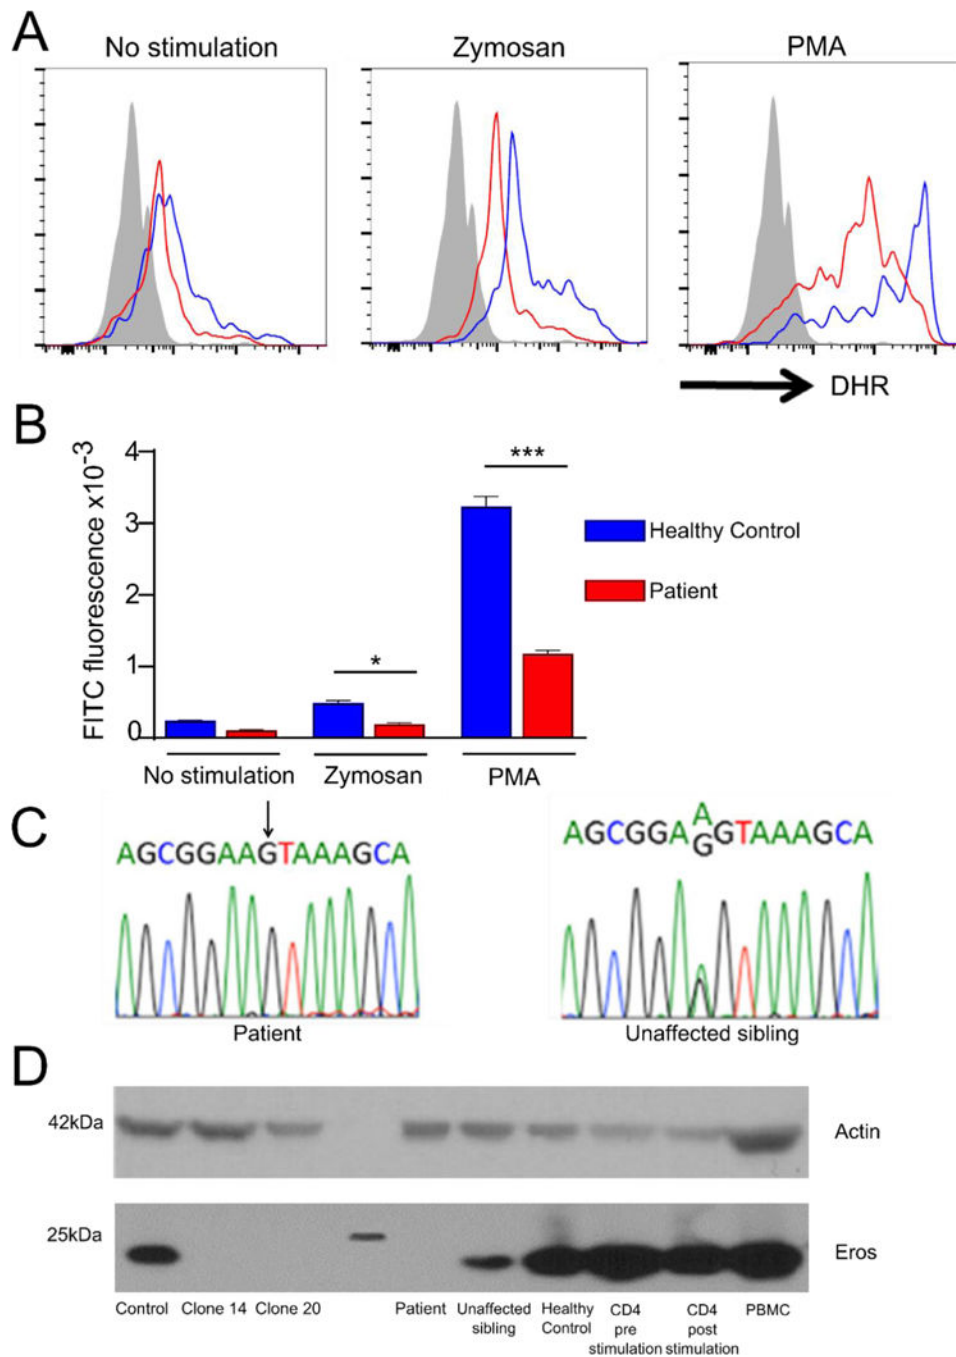 A
No stimulation
Zymosan
PMA
DHR
B
FITC fluorescence x10-3
4
3
2
1
0
***
*
Healthy Control
Patient
No stimulation
Zymosan
PMA
C
AGCGGAAGTAAAGCA
A
AGCGGA GTAAAGCA
G
Patient
Unaffected sibling
D
42kDa
Actin
25kDa
Eros
Control
Clone 14
Clone 20
Patient
Unaffected
sibling
Healthy
Control
CD4
pre
stimulation
CD4
post
stimulation
PBMC